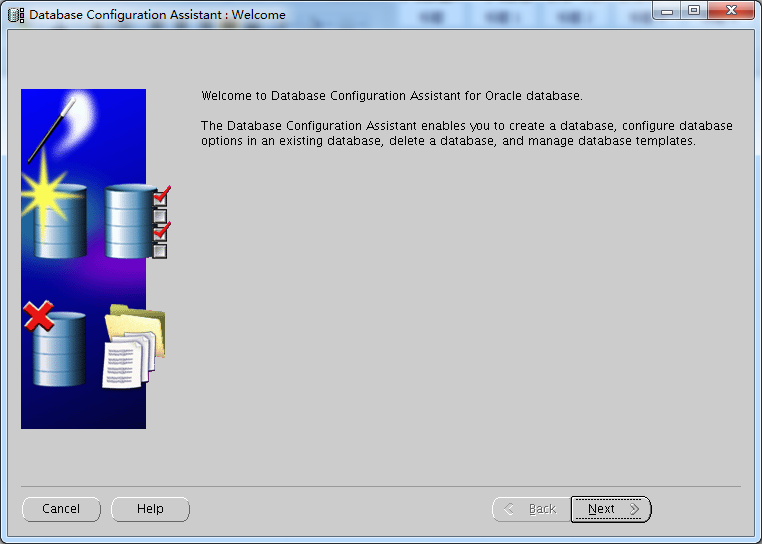 Database Configuration Assistant : Welcome
Welcome to Database Configuration Assistant for Oracle database.
The Database Configuration Assistant enables you to create a database, configure database
options in an existing database, delete a database, and manage database templates.
Cancel
Help
Back
Next